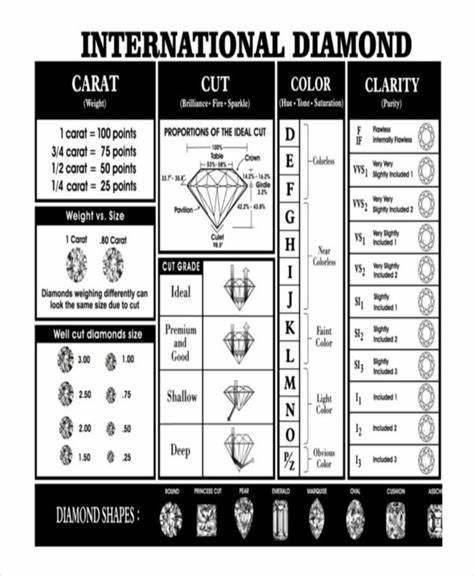 INTERNATIONAL DIAMOND
CARAT
(Weight)
1 carat = 100 points
3/4 carat = 75 points
1/2 carat = 50 points
1/4 carat = 25 points
Weight vs. Size
1 Carat .80 Carat
Diamonds weighing differently can
look the same size due to cut
Well cut diamonds size
3.00 1.00
2.50 .75
2.00 .50
1.50 .25
CUT
(Brilliance • Fire • Sparkle)
PROPORTIONS OF THE IDEAL CUT
100%
Table
53%-58%
Crown
33.7°-35.8°
14.2%-16.2%
Girdle
2.2%
Pavilion
42.2%-43.8%
Culet
98.5°
CUT GRADE
Ideal
Premium
and
Good
Shallow
Deep
COLOR
(Hue • Tone • Saturation)
D
E
F
Colorless
G
H
I
J
Near
Colorless
K
L
M
Faint
Color
N
O
Light
Color
P/Z
Obvious
Color
CLARITY
(Purity)
F Flawless
IF Internally Flawless
VVS1 Very Very
Slightly Included 1
VVS2 Very Very
Slightly Included 2
VS1 Very Slightly
Included 1
VS2 Very Slightly
Included 2
SI1 Slightly
Included 1
SI2 Slightly
Included 2
SI3 Slightly
Included 3
I1 Included 1
I2 Included 2
I3 Included 3
DIAMOND SHAPES :
ROUND PRINCESS CUT PEAR EMERALD MARQUISE OVAL CUSHION ASSCH